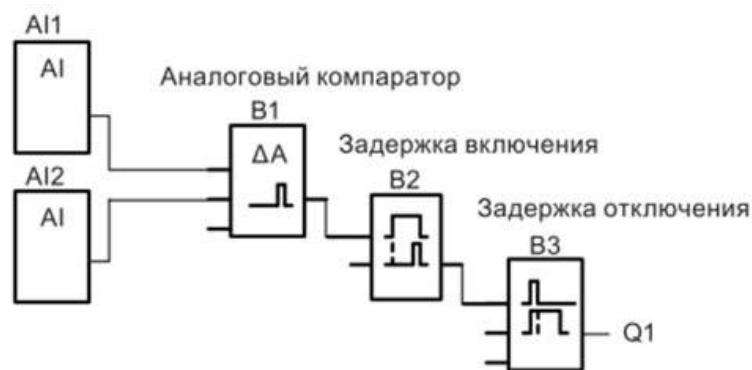 AI1
AI
Аналоговый компаратор
B1
ΔA
Задержка включения
B2
AI2
AI
Задержка отключения
B3
Q1